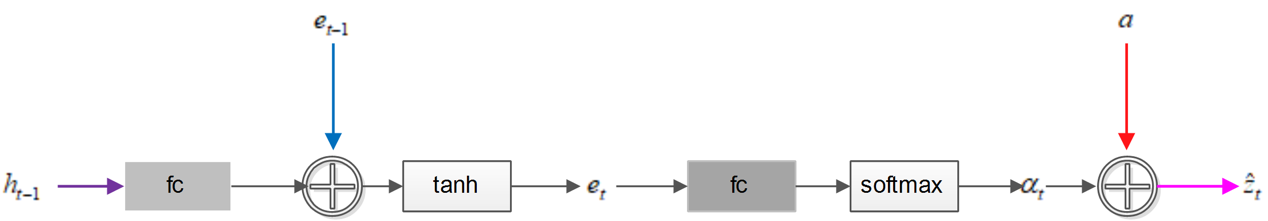 e_{t-1} a
h_{t-1} fc tanh e_t fc softmax α_t ẑ_t